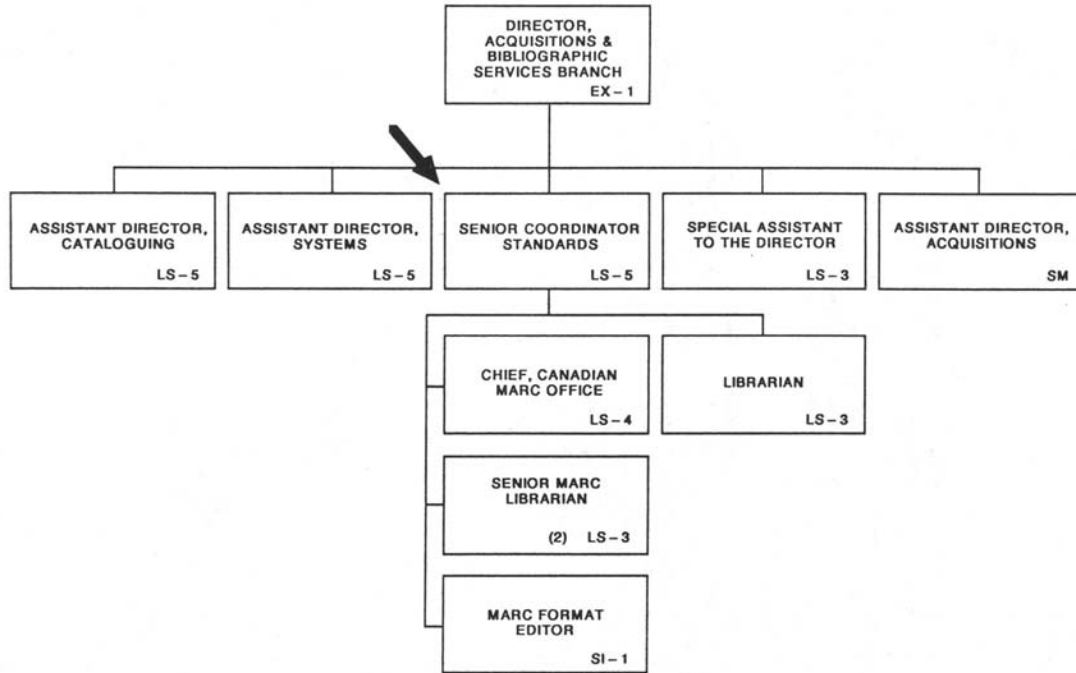 DIRECTOR,
ACQUISITIONS &
BIBLIOGRAPHIC
SERVICES BRANCH
EX-1
ASSISTANT DIRECTOR,
CATALOGUING
LS-5
ASSISTANT DIRECTOR,
SYSTEMS
LS-5
SENIOR COORDINATOR
STANDARDS
LS-5
SPECIAL ASSISTANT
TO THE DIRECTOR
LS-3
ASSISTANT DIRECTOR,
ACQUISITIONS
SM
CHIEF, CANADIAN
MARC OFFICE
LS-4
LIBRARIAN
LS-3
SENIOR MARC
LIBRARIAN
(2) LS-3
MARC FORMAT
EDITOR
SI-1